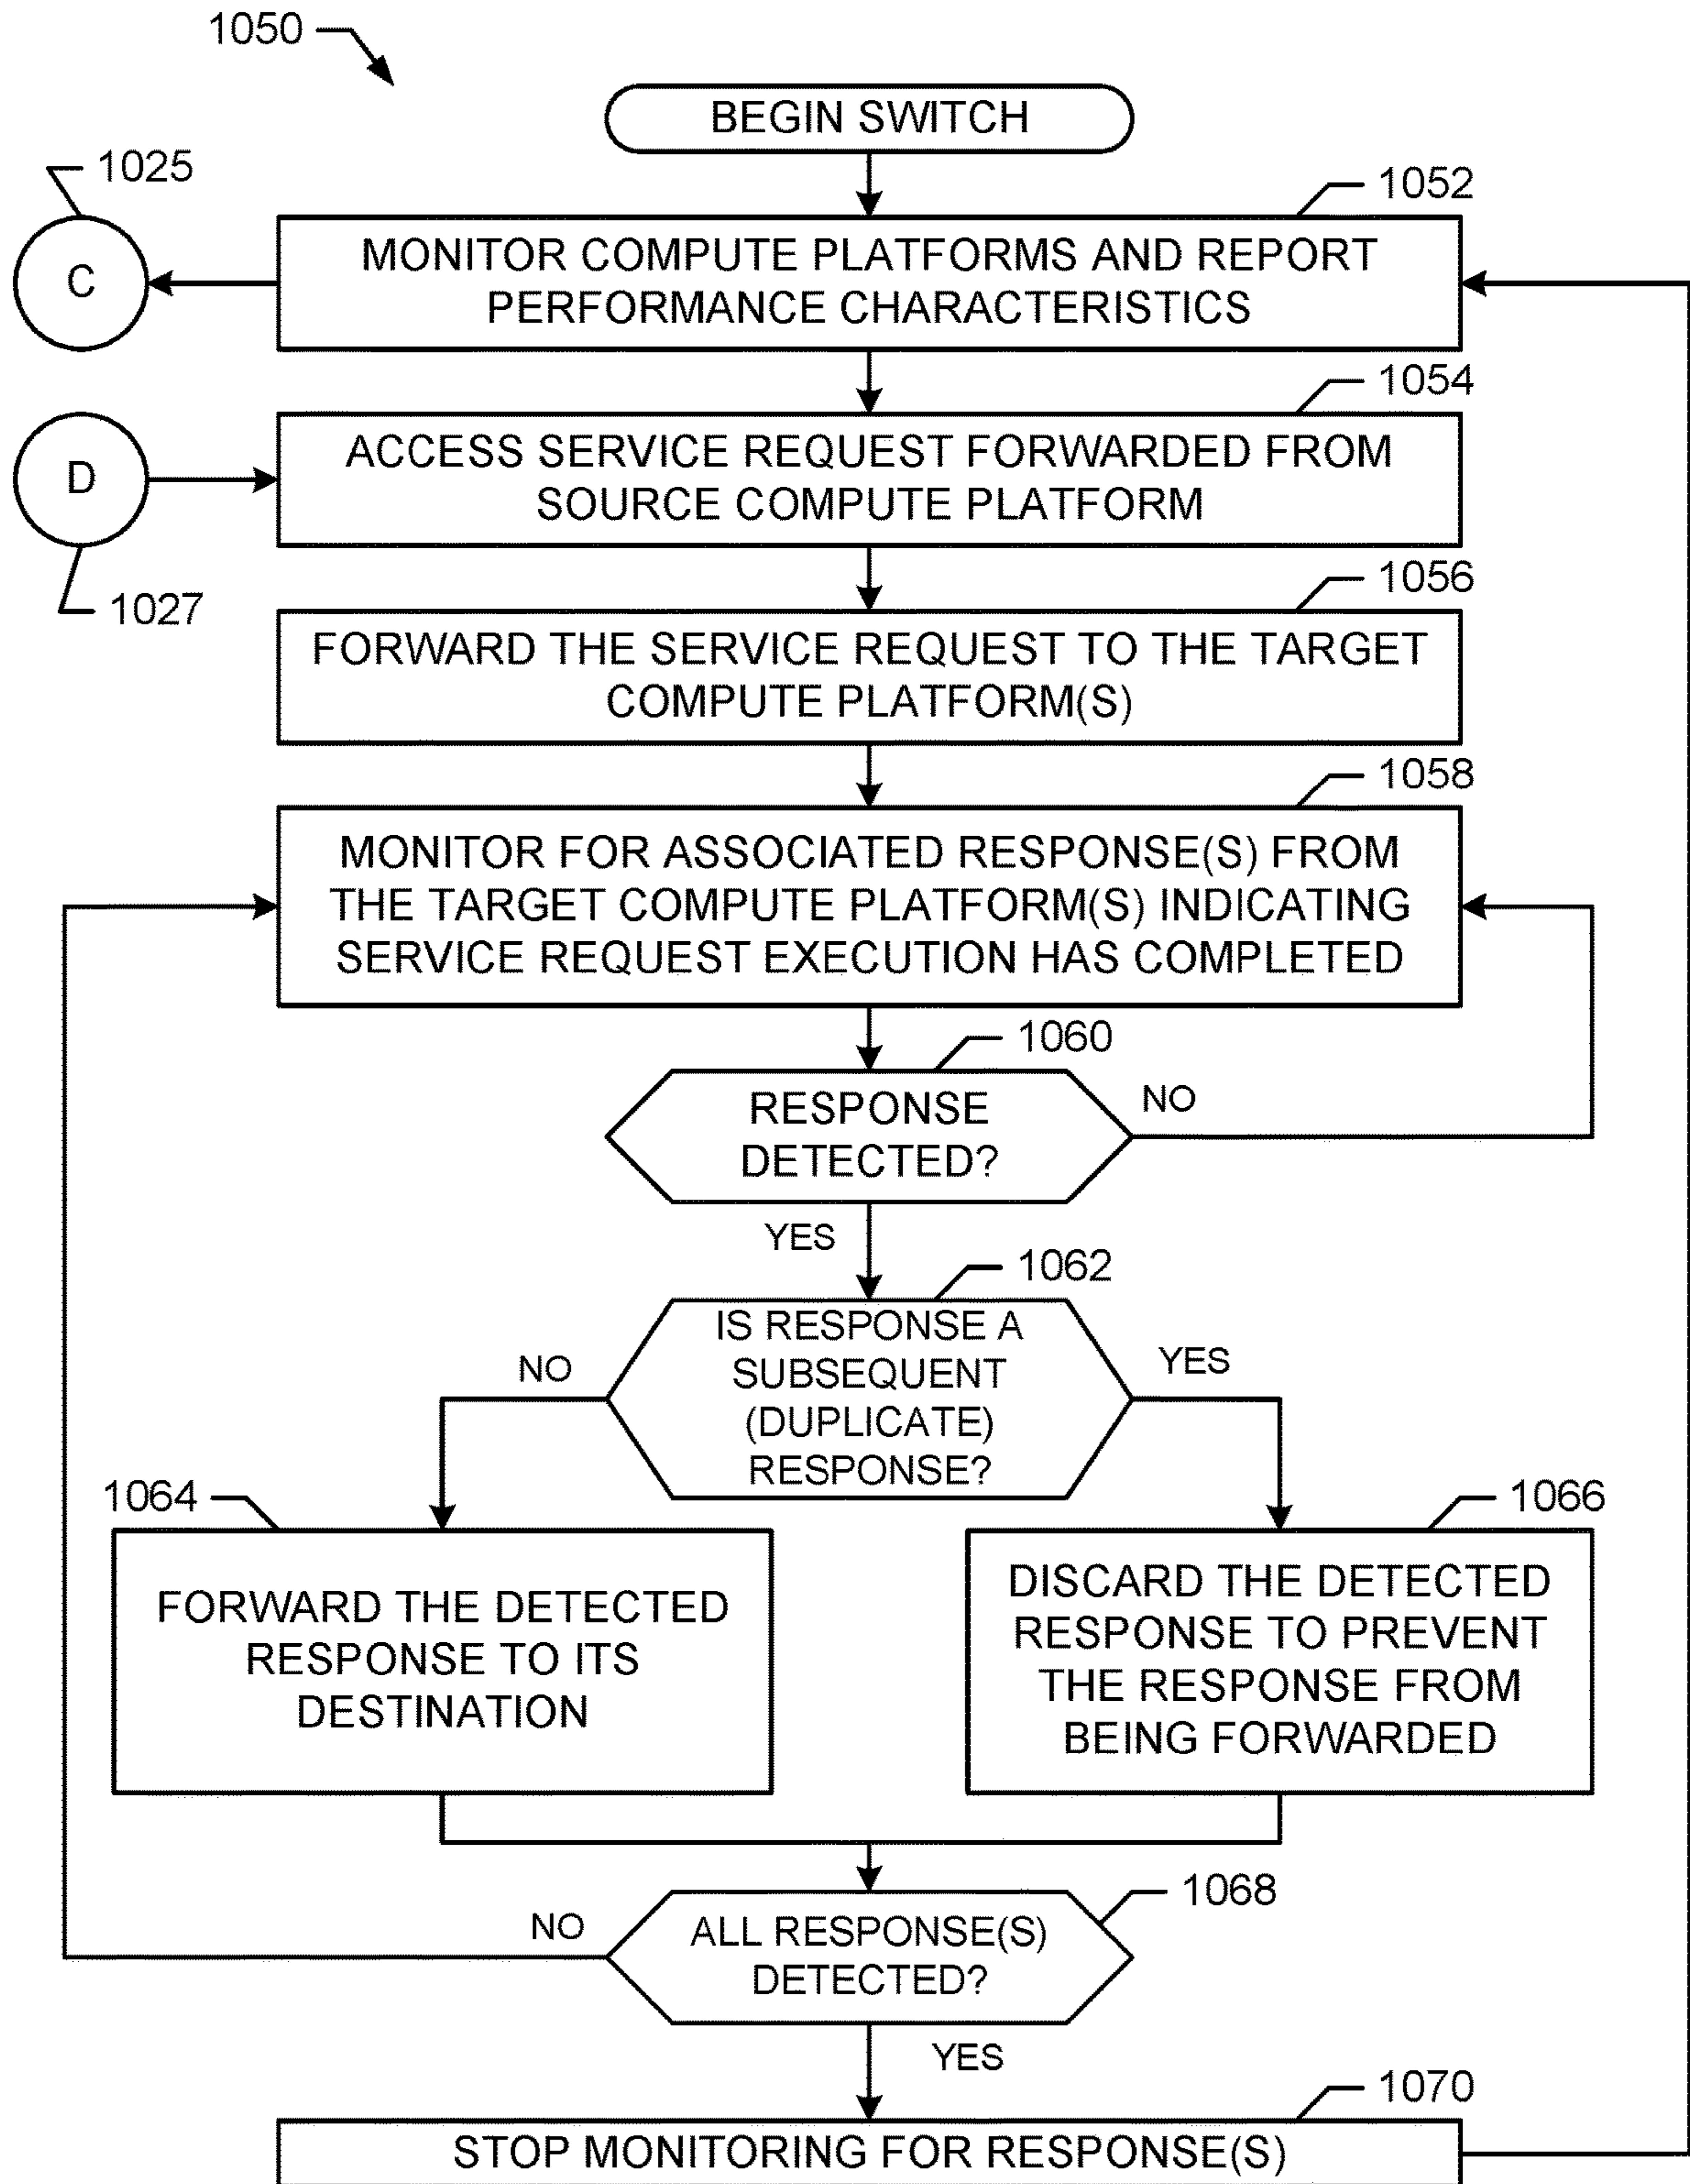 1050
BEGIN SWITCH
1025
1052
C
MONITOR COMPUTE PLATFORMS AND REPORT
PERFORMANCE CHARACTERISTICS
1054
D
ACCESS SERVICE REQUEST FORWARDED FROM
SOURCE COMPUTE PLATFORM
1027
1056
FORWARD THE SERVICE REQUEST TO THE TARGET
COMPUTE PLATFORM(S)
1058
MONITOR FOR ASSOCIATED RESPONSE(S) FROM
THE TARGET COMPUTE PLATFORM(S) INDICATING
SERVICE REQUEST EXECUTION HAS COMPLETED
1060
RESPONSE
DETECTED?
NO
YES
1062
IS RESPONSE A
SUBSEQUENT
(DUPLICATE)
RESPONSE?
NO
YES
1064
FORWARD THE DETECTED
RESPONSE TO ITS
DESTINATION
1066
DISCARD THE DETECTED
RESPONSE TO PREVENT
THE RESPONSE FROM
BEING FORWARDED
1068
ALL RESPONSE(S)
DETECTED?
NO
YES
1070
STOP MONITORING FOR RESPONSE(S)